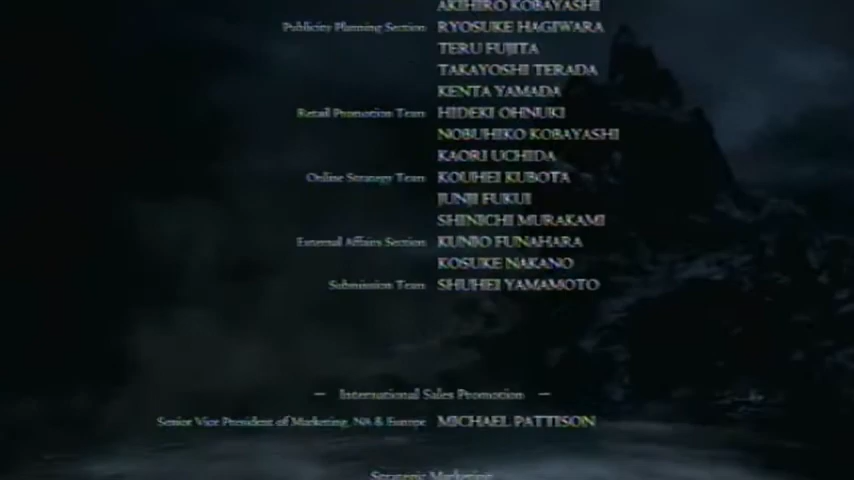 AKIHIRO KOBAYASHI
Publicity Planning Section RYOSUKE HAGIWARA
TERU FUJITA
TAKAYOSHI TERADA
KENTA YAMADA
Retail Promotion Team HIDEKI OHNUKI
NOBUHIKO KOBAYASHI
KAORI UCHIDA
Online Strategy Team KOUHEI KUBOTA
JUNJI FUKUI
SHINICHI MURAKAMI
External Affairs Section KUNIO FUNAHARA
KOSUKE NAKANO
Submission Team SHUHEI YAMAMOTO
— International Sales Promotion —
Senior Vice President of Marketing, NA & Europe MICHAEL PATTISON
Strategic Marketing